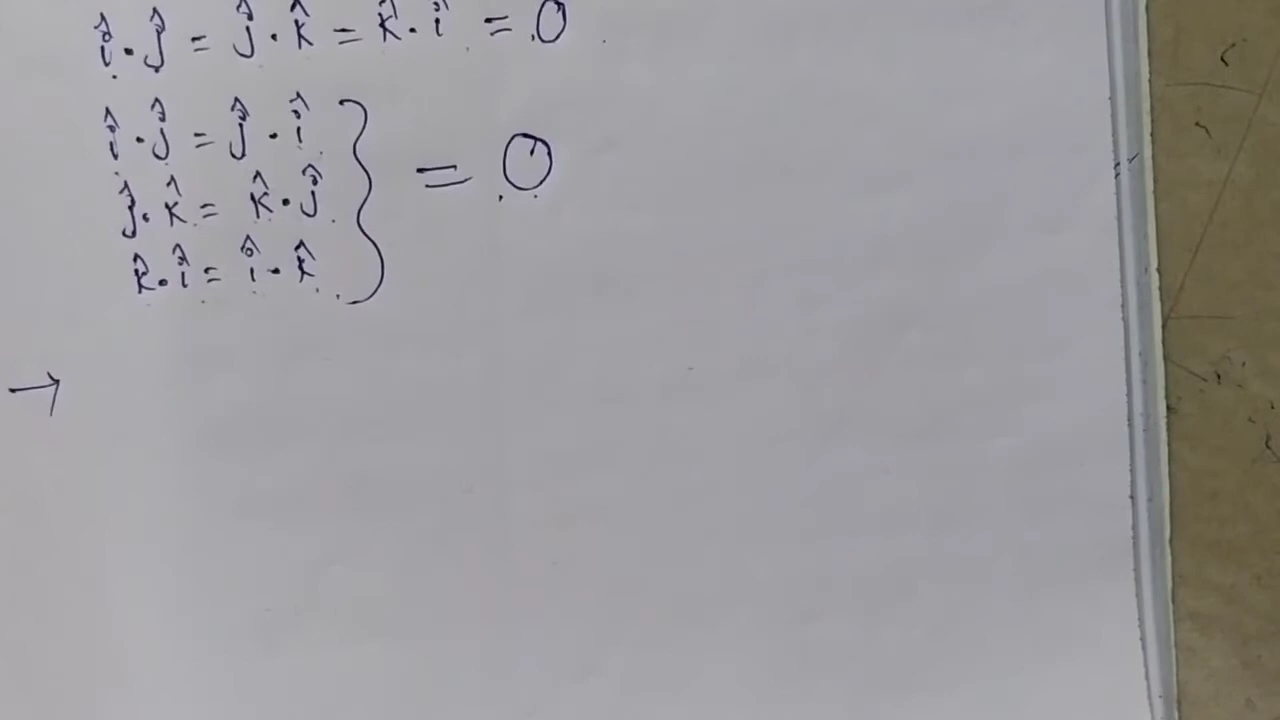 î·ĵ = ĵ·k̂ = k̂·î = 0
î·ĵ = ĵ·î
ĵ·k̂ = k̂·ĵ } = 0
k̂·î = î·k̂
→